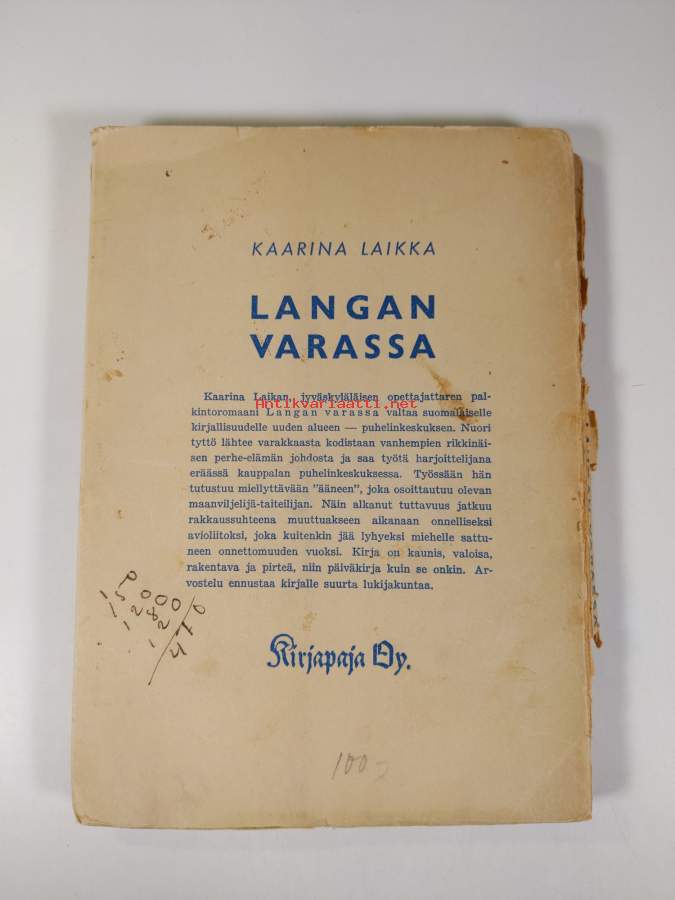 KAARINA LAIKKA
LANGAN
VARASSA
Kaarina Laikan, jyväskyläläisen opettajattaren pal-
Antikvariaatti.net
kintoromaani Langan varassa valtaa suomalaiselle
kirjallisuudelle uuden alueen — puhelinkeskuksen. Nuori
tyttö lähtee varakkaasta kodistaan vanhempien rikkinäi-
sen perhe-elämän johdosta ja saa työtä harjoittelijana
eräässä kauppalan puhelinkeskuksessa. Työssään hän
tutustuu miellyttävään "ääneen", joka osoittautuu olevan
maanviljelijä-taiteilijan. Näin alkanut tuttavuus jatkuu
rakkaussuhteena muuttuakseen aikanaan onnelliseksi
avioliitoksi, joka kuitenkin jää lyhyeksi miehelle sattu-
neen onnettomuuden vuoksi. Kirja on kaunis, valoisa,
rakentava ja pirteä, niin päiväkirja kuin se onkin. Ar-
vostelu ennustaa kirjalle suurta lukijakuntaa.
Kirjapaja Oy.
100:-